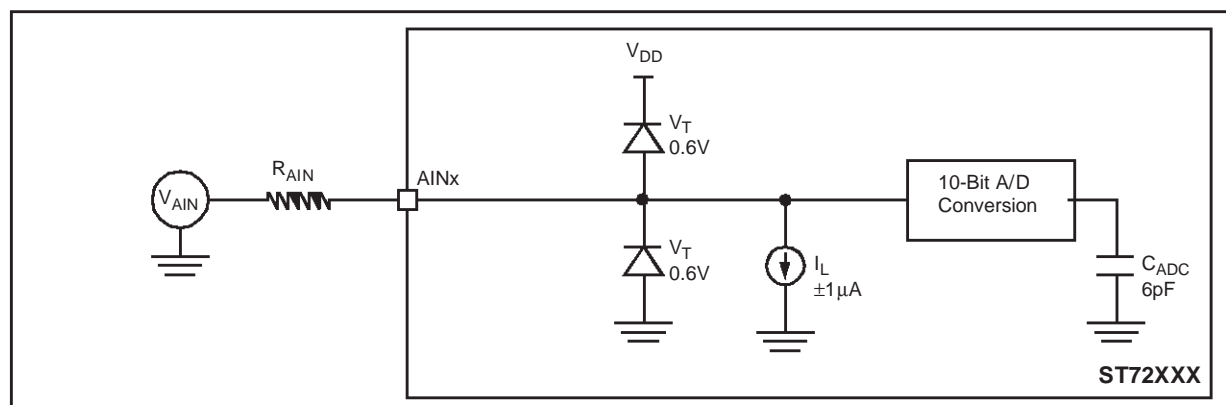 V_DD
V_T
0.6V
R_AIN
AINx
V_AIN
10-Bit A/D
Conversion
V_T
0.6V
I_L
±1µA
C_ADC
6pF
ST72XXX